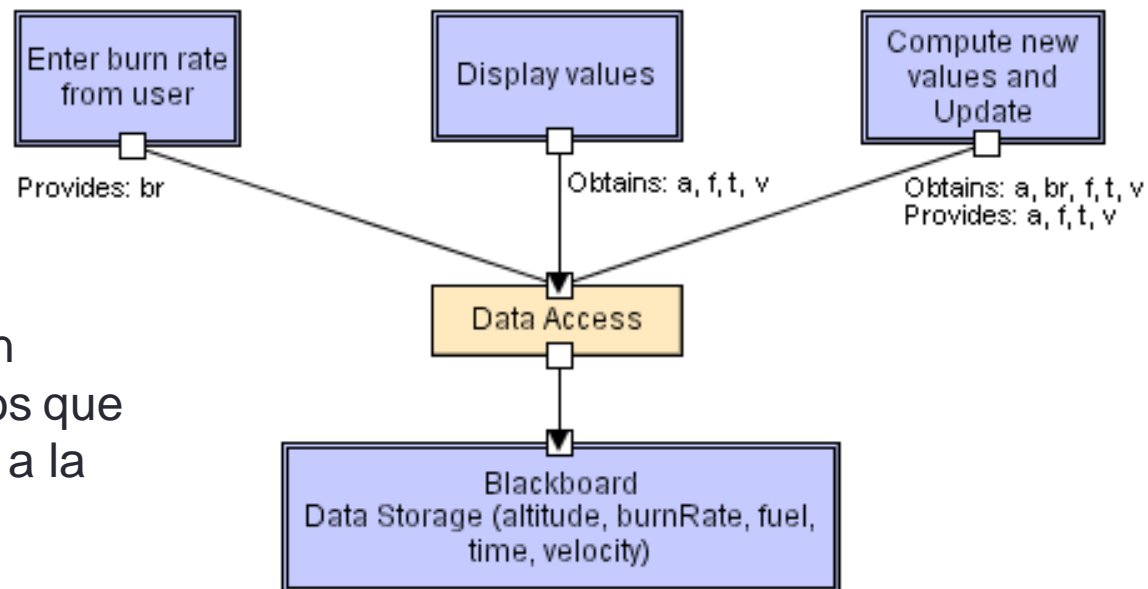 Enter burn rate
from user
Display values
Compute new
values and
Update
Provides: br
Obtains: a, f, t, v
Obtains: a, br, f, t, v
Provides: a, f, t, v
Data Access
os que
a la
Blackboard
Data Storage (altitude, burnRate, fuel,
time, velocity)